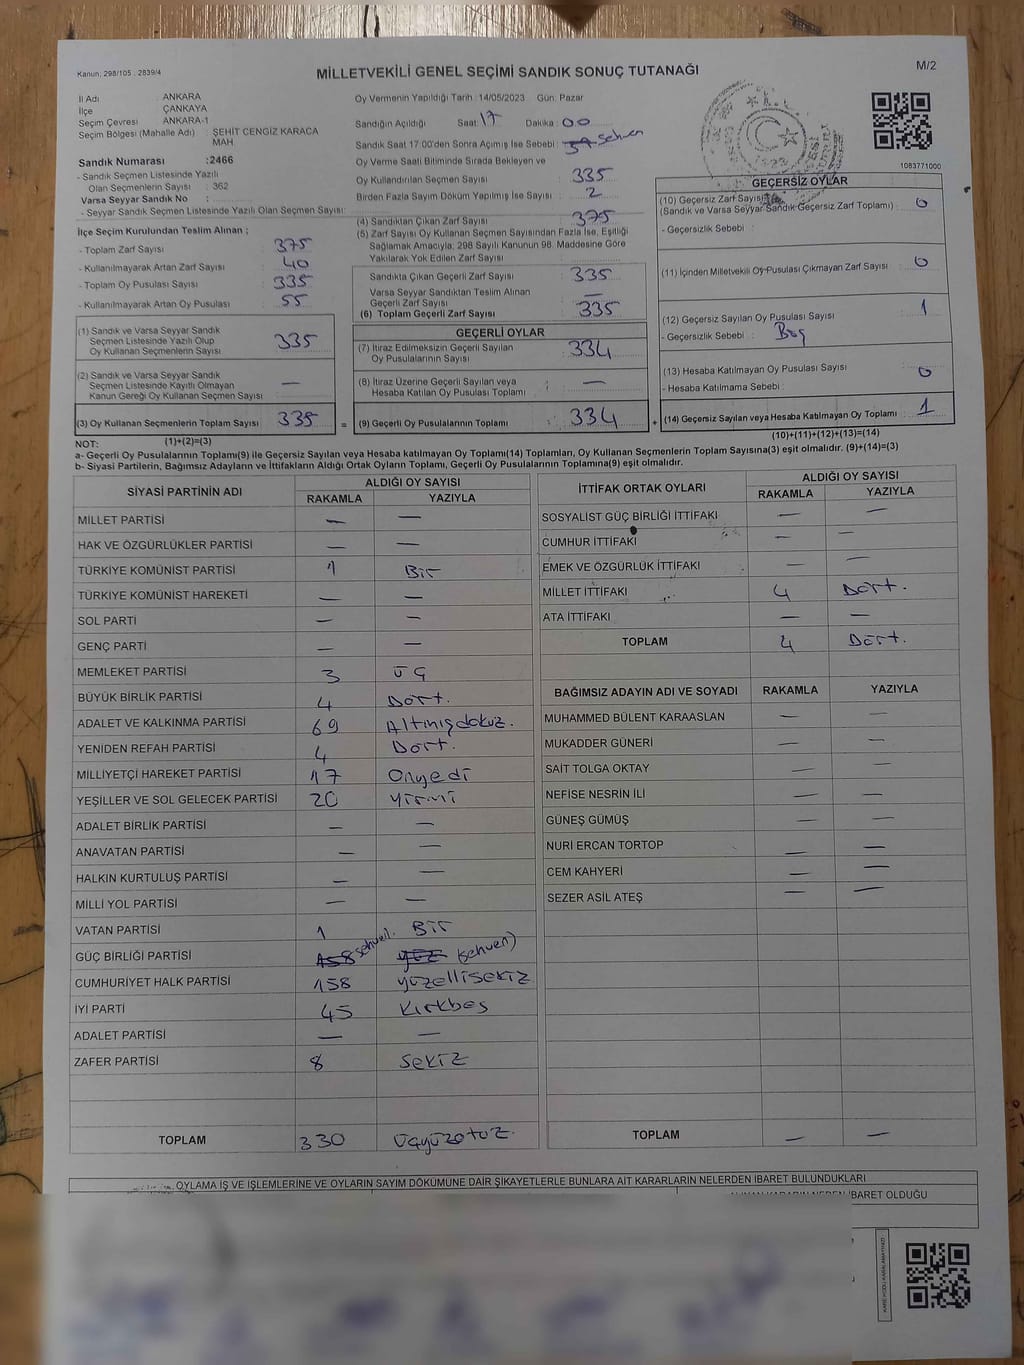 Kanun: 298/105 . 2839/4
MİLLETVEKİLİ GENEL SEÇİMİ SANDIK SONUÇ TUTANAĞI
M/2
İl Adı : ANKARA
İlçe : ÇANKAYA
Seçim Çevresi : ANKARA-1
Seçim Bölgesi (Mahalle Adı) : ŞEHİT CENGİZ KARACA MAH.
Sandık Numarası : 2466
- Sandık Seçmen Listesinde Yazılı
Olan Seçmenlerin Sayısı : 362
Varsa Seyyar Sandık No :
- Seyyar Sandık Seçmen Listesinde Yazılı Olan Seçmen Sayısı:
İlçe Seçim Kurulundan Teslim Alınan ;
- Toplam Zarf Sayısı : 375
- Kullanılmayarak Artan Zarf Sayısı : 40
- Toplam Oy Pusulası Sayısı : 335
- Kullanılmayarak Artan Oy Pusulası : 55
(1) Sandık ve Varsa Seyyar Sandık
Seçmen Listesinde Yazılı Olup
Oy Kullanan Seçmenlerin Sayısı : 335
(2) Sandık ve Varsa Seyyar Sandık
Seçmen Listesinde Kayıtlı Olmayan
Kanun Gereği Oy Kullanan Seçmen Sayısı : —
(3) Oy Kullanan Seçmenlerin Toplam Sayısı : 335 =
Oy Vermenin Yapıldığı Tarih : 14/05/2023 Gün: Pazar
Sandığın Açıldığı Saat: 17 Dakika : 00
Sandık Saat 17.00'den Sonra Açımış İse Sebebi : sehven
Oy Verme Saati Bitiminde Sırada Bekleyen ve
Oy Kullandırılan Seçmen Sayısı : 335
Birden Fazla Sayım Döküm Yapılmış İse Sayısı : 2
(4) Sandıktan Çıkan Zarf Sayısı : 375
(5) Zarf Sayısı Oy Kullanan Seçmen Sayısından Fazla İse, Eşitliği
Sağlamak Amacıyla; 298 Sayılı Kanunun 98. Maddesine Göre
Yakılarak Yok Edilen Zarf Sayısı :
Sandıkta Çıkan Geçerli Zarf Sayısı : 335
Varsa Seyyar Sandıktan Teslim Alınan
Geçerli Zarf Sayısı : —
(6) Toplam Geçerli Zarf Sayısı : 335
GEÇERLİ OYLAR
(7) İtiraz Edilmeksizin Geçerli Sayılan
Oy Pusulalarının Sayısı : 334
(8) İtiraz Üzerine Geçerli Sayılan veya
Hesaba Katılan Oy Pusulası Toplamı : —
(9) Geçerli Oy Pusulalarının Toplamı : 334 +
1083771000
GEÇERSİZ OYLAR
(10) Geçersiz Zarf Sayısı : 0
(Sandık ve Varsa Seyyar Sandık Geçersiz Zarf Toplamı)
- Geçersizlik Sebebi :
(11) İçinden Milletvekili Oy Pusulası Çıkmayan Zarf Sayısı : 0
(12) Geçersiz Sayılan Oy Pusulası Sayısı : 1
- Geçersizlik Sebebi : Boş
(13) Hesaba Katılmayan Oy Pusulası Sayısı : 0
- Hesaba Katılmama Sebebi :
(14) Geçersiz Sayılan veya Hesaba Katılmayan Oy Toplamı : 1
NOT: (1)+(2)=(3) (10)+(11)+(12)+(13)=(14)
a- Geçerli Oy Pusulasının Toplamı(9) ile Geçersiz Sayılan veya Hesaba katılmayan Oy Toplamı(14) Toplamları, Oy Kullanan Seçmenlerin Toplam Sayısına(3) eşit olmalıdır. (9)+(14)=(3)
b- Siyasi Partilerin, Bağımsız Adayların ve İttifakların Aldığı Ortak Oyların Toplamı, Geçerli Oy Pusulalarının Toplamına(9) eşit olmalıdır.
SİYASİ PARTİNİN ADI ALDIĞI OY SAYISI
RAKAMLA YAZIYLA
MİLLET PARTİSİ — —
HAK VE ÖZGÜRLÜKLER PARTİSİ — —
TÜRKİYE KOMÜNİST PARTİSİ 1 Bir
TÜRKİYE KOMÜNİST HAREKETİ — —
SOL PARTİ — —
GENÇ PARTİ — —
MEMLEKET PARTİSİ 3 Üç
BÜYÜK BİRLİK PARTİSİ 4 Dört.
ADALET VE KALKINMA PARTİSİ 69 Altmışdokuz.
YENİDEN REFAH PARTİSİ 4 Dört.
MİLLİYETÇİ HAREKET PARTİSİ 17 Onyedi
YEŞİLLER VE SOL GELECEK PARTİSİ 20 Yirmi
ADALET BİRLİK PARTİSİ — —
ANAVATAN PARTİSİ — —
HALKIN KURTULUŞ PARTİSİ — —
MİLLİ YOL PARTİSİ — —
VATAN PARTİSİ 1 Bir
GÜÇ BİRLİĞİ PARTİSİ 158 sehven. yüz (sehven)
CUMHURİYET HALK PARTİSİ 158 yüzellisekiz
İYİ PARTİ 45 Kırkbeş
ADALET PARTİSİ — —
ZAFER PARTİSİ 8 Sekiz
TOPLAM 330 Üçyüzotuz.
İTTİFAK ORTAK OYLARI ALDIĞI OY SAYISI
RAKAMLA YAZIYLA
SOSYALİST GÜÇ BİRLİĞİ İTTİFAKI — —
CUMHUR İTTİFAKI — —
EMEK VE ÖZGÜRLÜK İTTİFAKI — —
MİLLET İTTİFAKI 4 Dört.
ATA İTTİFAKI — —
TOPLAM 4 Dört.
BAĞIMSIZ ADAYIN ADI VE SOYADI RAKAMLA YAZIYLA
MUHAMMED BÜLENT KARAASLAN — —
MUKADDER GÜNERİ — —
SAİT TOLGA OKTAY — —
NEFİSE NESRİN İLİ — —
GÜNEŞ GÜMÜŞ — —
NURİ ERCAN TORTOP — —
CEM KAHYERİ — —
SEZER ASİL ATEŞ — —
TOPLAM — —
OYLAMA İŞ VE İŞLEMLERİNE VE OYLARIN SAYIM DÖKÜMÜNE DAİR ŞİKAYETLERLE BUNLARA AİT KARARLARIN NELERDEN İBARET BULUNDUKLARI
İBARET OLDUĞU